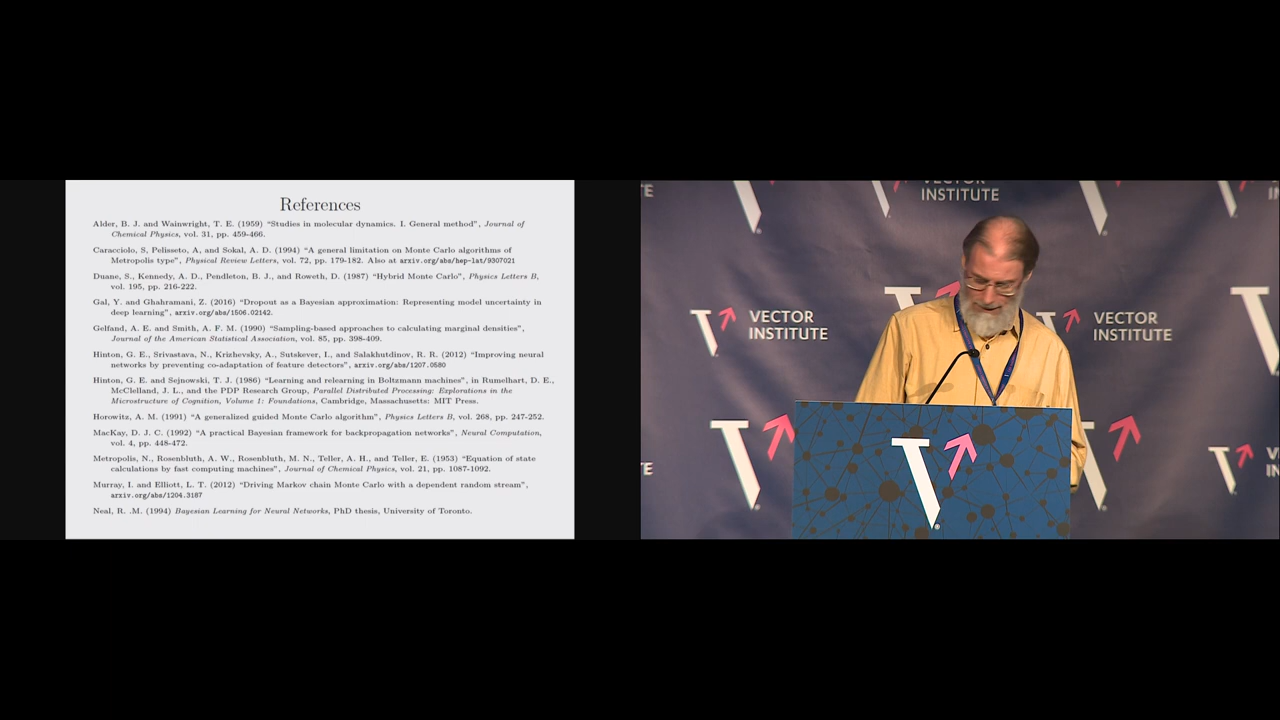 References
Alder, B. J. and Wainwright, T. E. (1959) “Studies in molecular dynamics. I. General method”, Journal of
Chemical Physics, vol. 31, pp. 459-466.
Caracciolo, S, Pelisseto, A, and Sokal, A. D. (1994) “A general limitation on Monte Carlo algorithms of
Metropolis type”, Physical Review Letters, vol. 72, pp. 179-182. Also at arxiv.org/abs/hep-lat/9307021
Duane, S., Kennedy, A. D., Pendleton, B. J., and Roweth, D. (1987) “Hybrid Monte Carlo”, Physics Letters B,
vol. 195, pp. 216-222.
Gal, Y. and Ghahramani, Z. (2016) “Dropout as a Bayesian approximation: Representing model uncertainty in
deep learning”, arxiv.org/abs/1506.02142.
Gelfand, A. E. and Smith, A. F. M. (1990) “Sampling-based approaches to calculating marginal densities”,
Journal of the American Statistical Association, vol. 85, pp. 398-409.
Hinton, G. E., Srivastava, N., Krizhevsky, A., Sutskever, I., and Salakhutdinov, R. R. (2012) “Improving neural
networks by preventing co-adaptation of feature detectors”, arxiv.org/abs/1207.0580
Hinton, G. E. and Sejnowski, T. J. (1986) “Learning and relearning in Boltzmann machines”, in Rumelhart, D. E.,
McClelland, J. L., and the PDP Research Group, Parallel Distributed Processing: Explorations in the
Microstructure of Cognition, Volume 1: Foundations, Cambridge, Massachusetts: MIT Press.
Horowitz, A. M. (1991) “A generalized guided Monte Carlo algorithm”, Physics Letters B, vol. 268, pp. 247-252.
MacKay, D. J. C. (1992) “A practical Bayesian framework for backpropagation networks”, Neural Computation,
vol. 4, pp. 448-472.
Metropolis, N., Rosenbluth, A. W., Rosenbluth, M. N., Teller, A. H., and Teller, E. (1953) “Equation of state
calculations by fast computing machines”, Journal of Chemical Physics, vol. 21, pp. 1087-1092.
Murray, I. and Elliott, L. T. (2012) “Driving Markov chain Monte Carlo with a dependent random stream”,
arxiv.org/abs/1204.3187
Neal, R. .M. (1994) Bayesian Learning for Neural Networks, PhD thesis, University of Toronto.
VECTOR
INSTITUTE
VECTOR
INSTITUTE
VECTOR
INSTITUTE